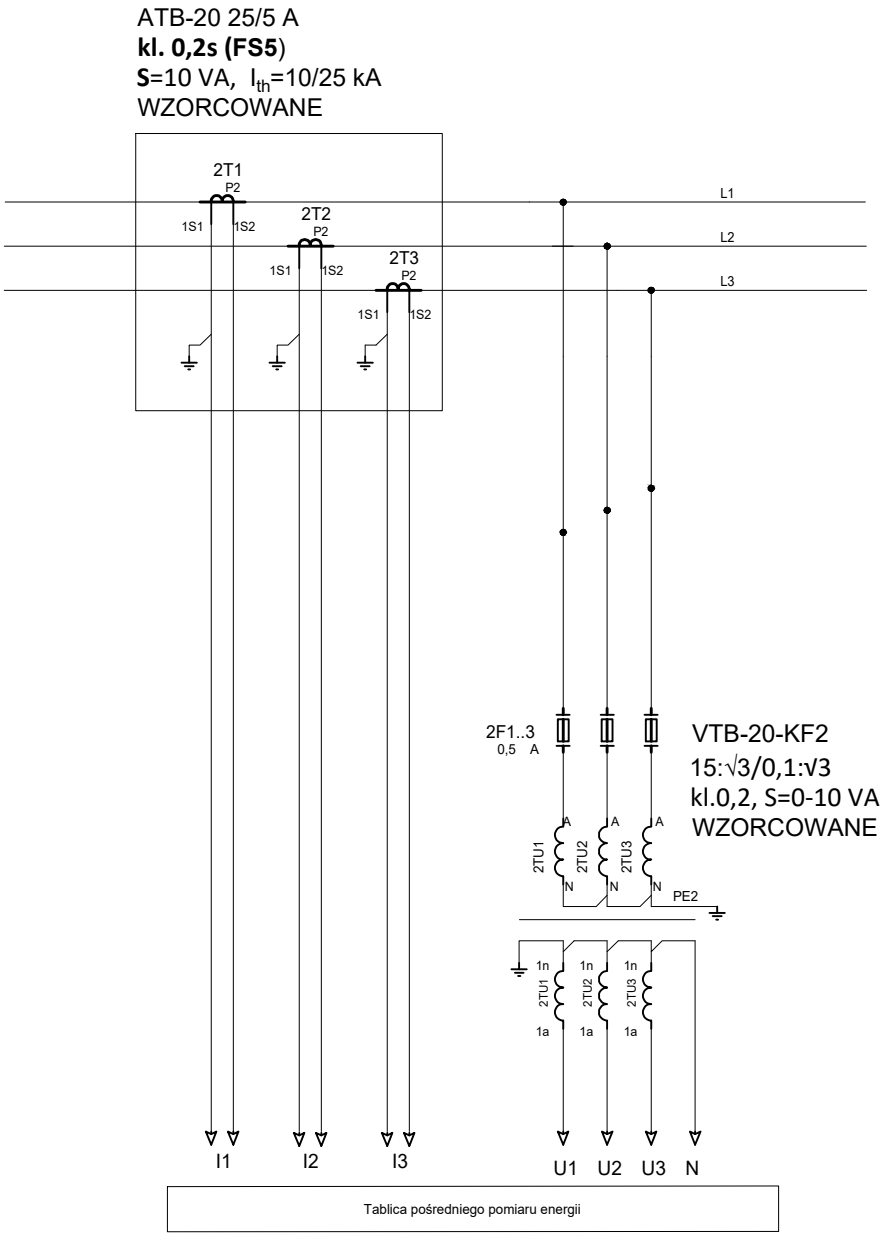 ATB-20 25/5 A
kl. 0,2s (FS5)
S=10 VA, Ith=10/25 kA
WZORCOWANE
2T1
P2
1S1 1S2
L1
2T2
P2
1S1 1S2
L2
2T3
P2
1S1 1S2
L3
2F1..3
0,5 A
VTB-20-KF2
15:√3/0,1:√3
kl.0,2, S=0-10 VA
WZORCOWANE
A A A
2TU1 2TU2 2TU3
N N N
PE2
1n 1n 1n
2TU1 2TU2 2TU3
1a 1a 1a
I1 I2 I3 U1 U2 U3 N
Tablica pośredniego pomiaru energii